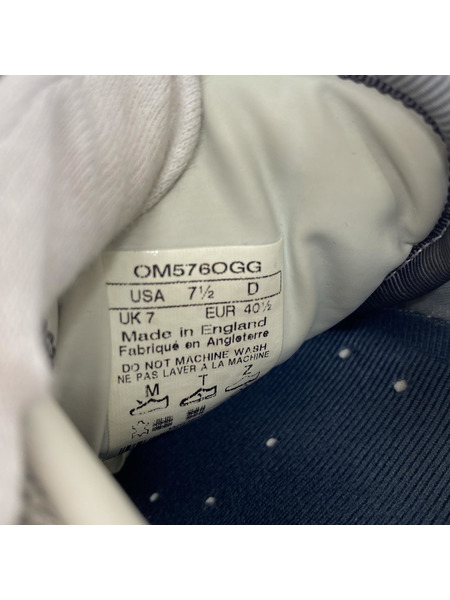 OM576OGG
USA 7½ D
UK 7 EUR 40½
Made in England
Fabriqué en Angleterre
DO NOT MACHINE WASH
NE PAS LAVER A LA MACHINE
M T Z